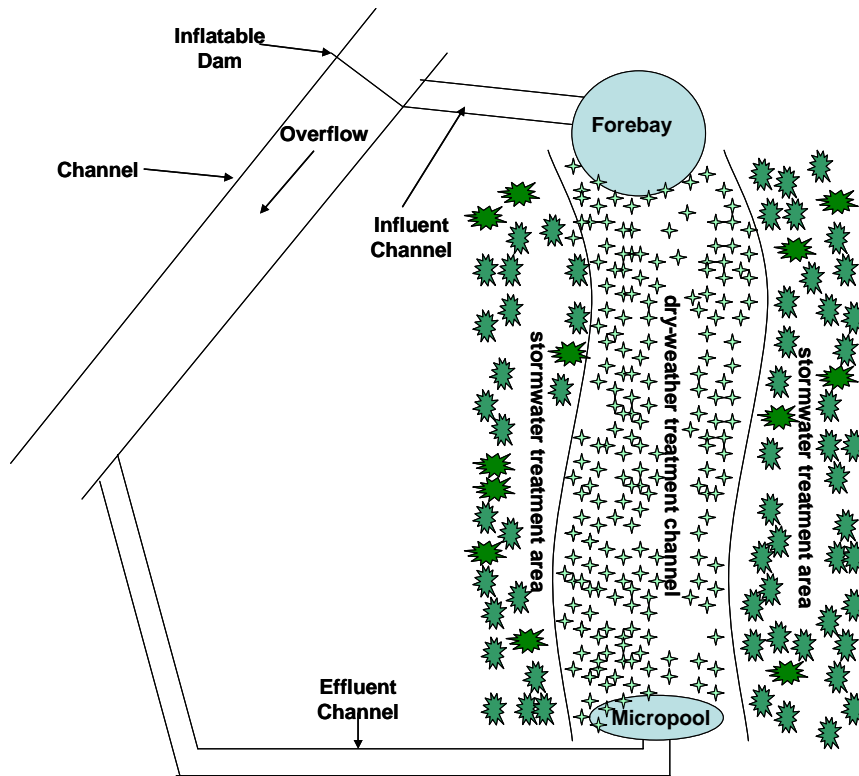 Inflatable
Dam
Forebay
Overflow
Channel
Influent
Channel
dry-weather treatment channel
stormwater treatment area
stormwater treatment area
Effluent
Channel
Micropool